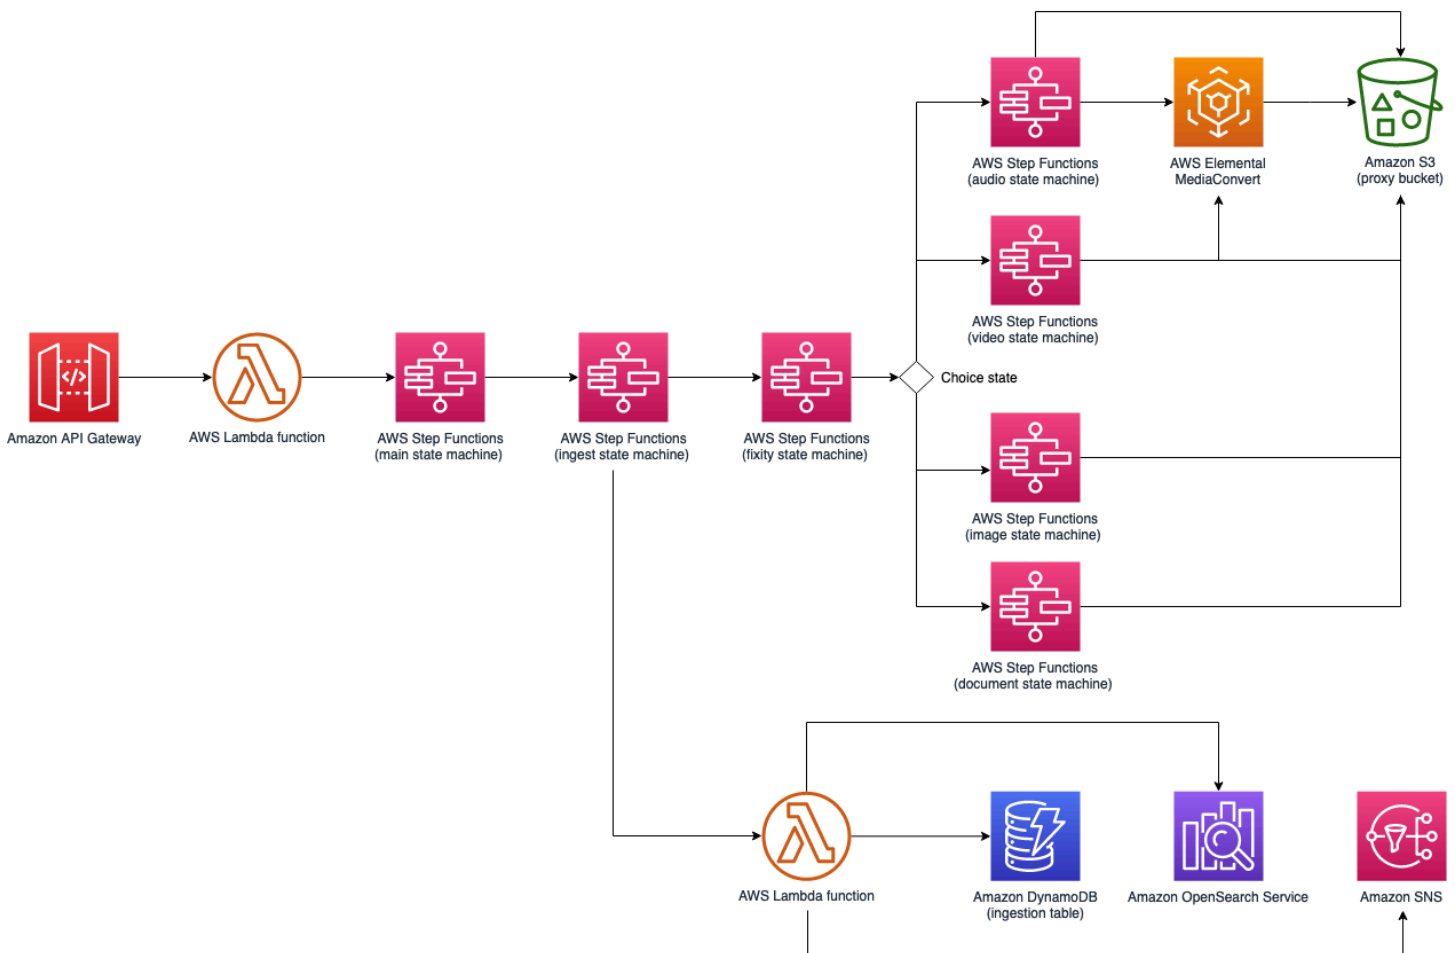 AWS Step Functions
(audio state machine)
AWS Elemental
MediaConvert
Amazon S3
(proxy bucket)
AWS Step Functions
(video state machine)
Choice state
Amazon API Gateway
AWS Lambda function
AWS Step Functions
(main state machine)
AWS Step Functions
(ingest state machine)
AWS Step Functions
(fixity state machine)
AWS Step Functions
(image state machine)
AWS Step Functions
(document state machine)
AWS Lambda function
Amazon DynamoDB
(ingestion table)
Amazon OpenSearch Service
Amazon SNS